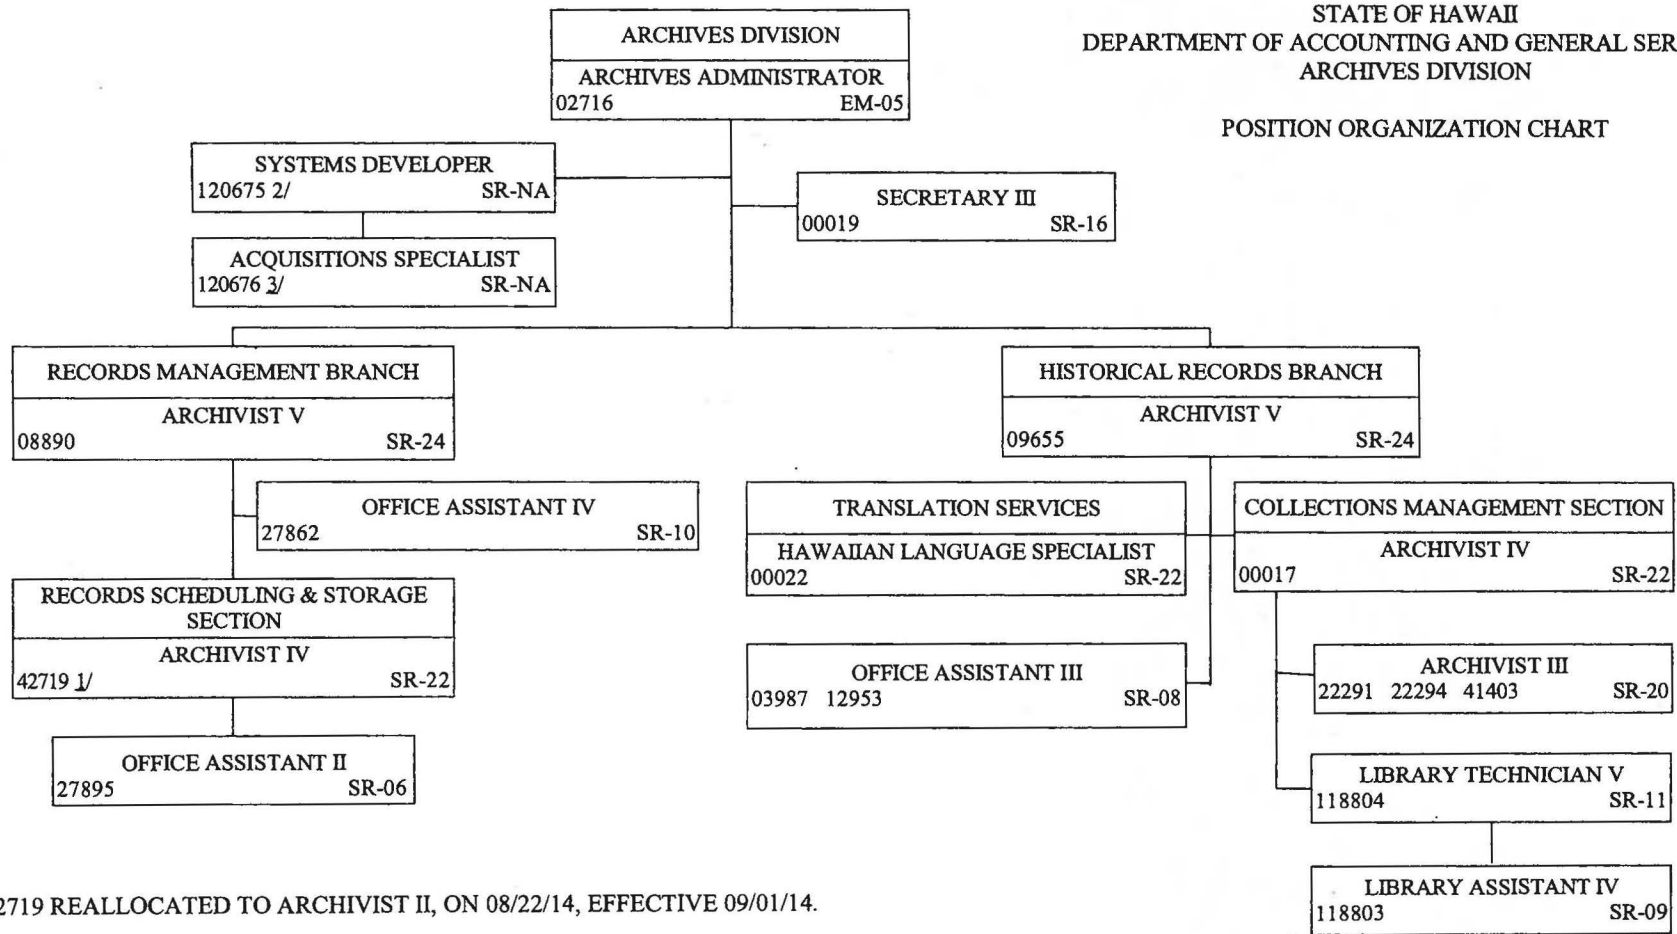 STATE OF HAWAII
DEPARTMENT OF ACCOUNTING AND GENERAL SER
ARCHIVES DIVISION
POSITION ORGANIZATION CHART
ARCHIVES DIVISION
ARCHIVES ADMINISTRATOR
02716 EM-05
SYSTEMS DEVELOPER
120675 2/ SR-NA
SECRETARY III
00019 SR-16
ACQUISITIONS SPECIALIST
120676 3/ SR-NA
RECORDS MANAGEMENT BRANCH
ARCHIVIST V
08890 SR-24
OFFICE ASSISTANT IV
27862 SR-10
RECORDS SCHEDULING & STORAGE
SECTION
ARCHIVIST IV
42719 1/ SR-22
OFFICE ASSISTANT II
27895 SR-06
HISTORICAL RECORDS BRANCH
ARCHIVIST V
09655 SR-24
TRANSLATION SERVICES
HAWAIIAN LANGUAGE SPECIALIST
00022 SR-22
OFFICE ASSISTANT III
03987 12953 SR-08
COLLECTIONS MANAGEMENT SECTION
ARCHIVIST IV
00017 SR-22
ARCHIVIST III
22291 22294 41403 SR-20
LIBRARY TECHNICIAN V
118804 SR-11
LIBRARY ASSISTANT IV
118803 SR-09
2719 REALLOCATED TO ARCHIVIST II, ON 08/22/14, EFFECTIVE 09/01/14.